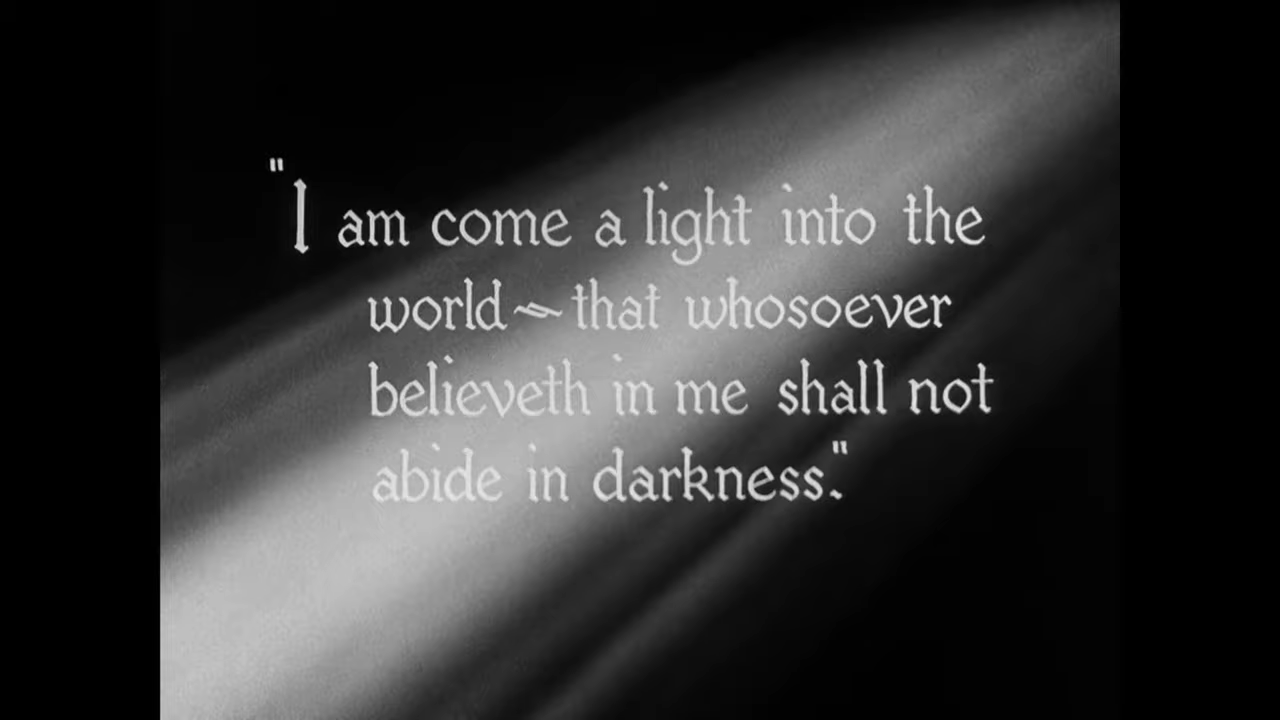 "I am come a light into the
world~that whosoever
believeth in me shall not
abide in darkness."